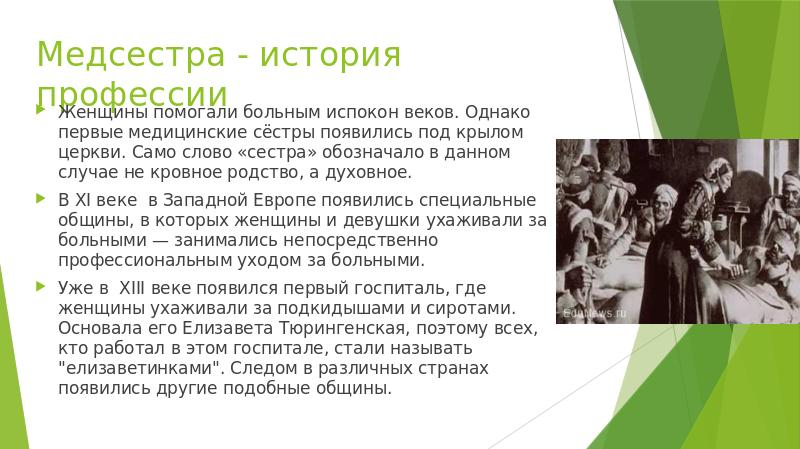 Медсестра - история
профессии
Женщины помогали больным испокон веков. Однако
первые медицинские сёстры появились под крылом
церкви. Само слово «сестра» обозначало в данном
случае не кровное родство, а духовное.
В XI веке  в Западной Европе появились специальные
общины, в которых женщины и девушки ухаживали за
больными — занимались непосредственно
профессиональным уходом за больными.
Уже в  XIII веке появился первый госпиталь, где
женщины ухаживали за подкидышами и сиротами.
Основала его Елизавета Тюрингенская, поэтому всех,
кто работал в этом госпитале, стали называть
"елизаветинками". Следом в различных странах
появились другие подобные общины.
EduNews.ru